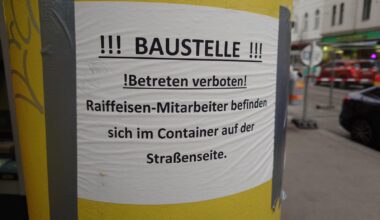 !!! BAUSTELLE !!!
!Betreten verboten!
Raiffeisen-Mitarbeiter befinden
sich im Container auf der
Straßenseite.